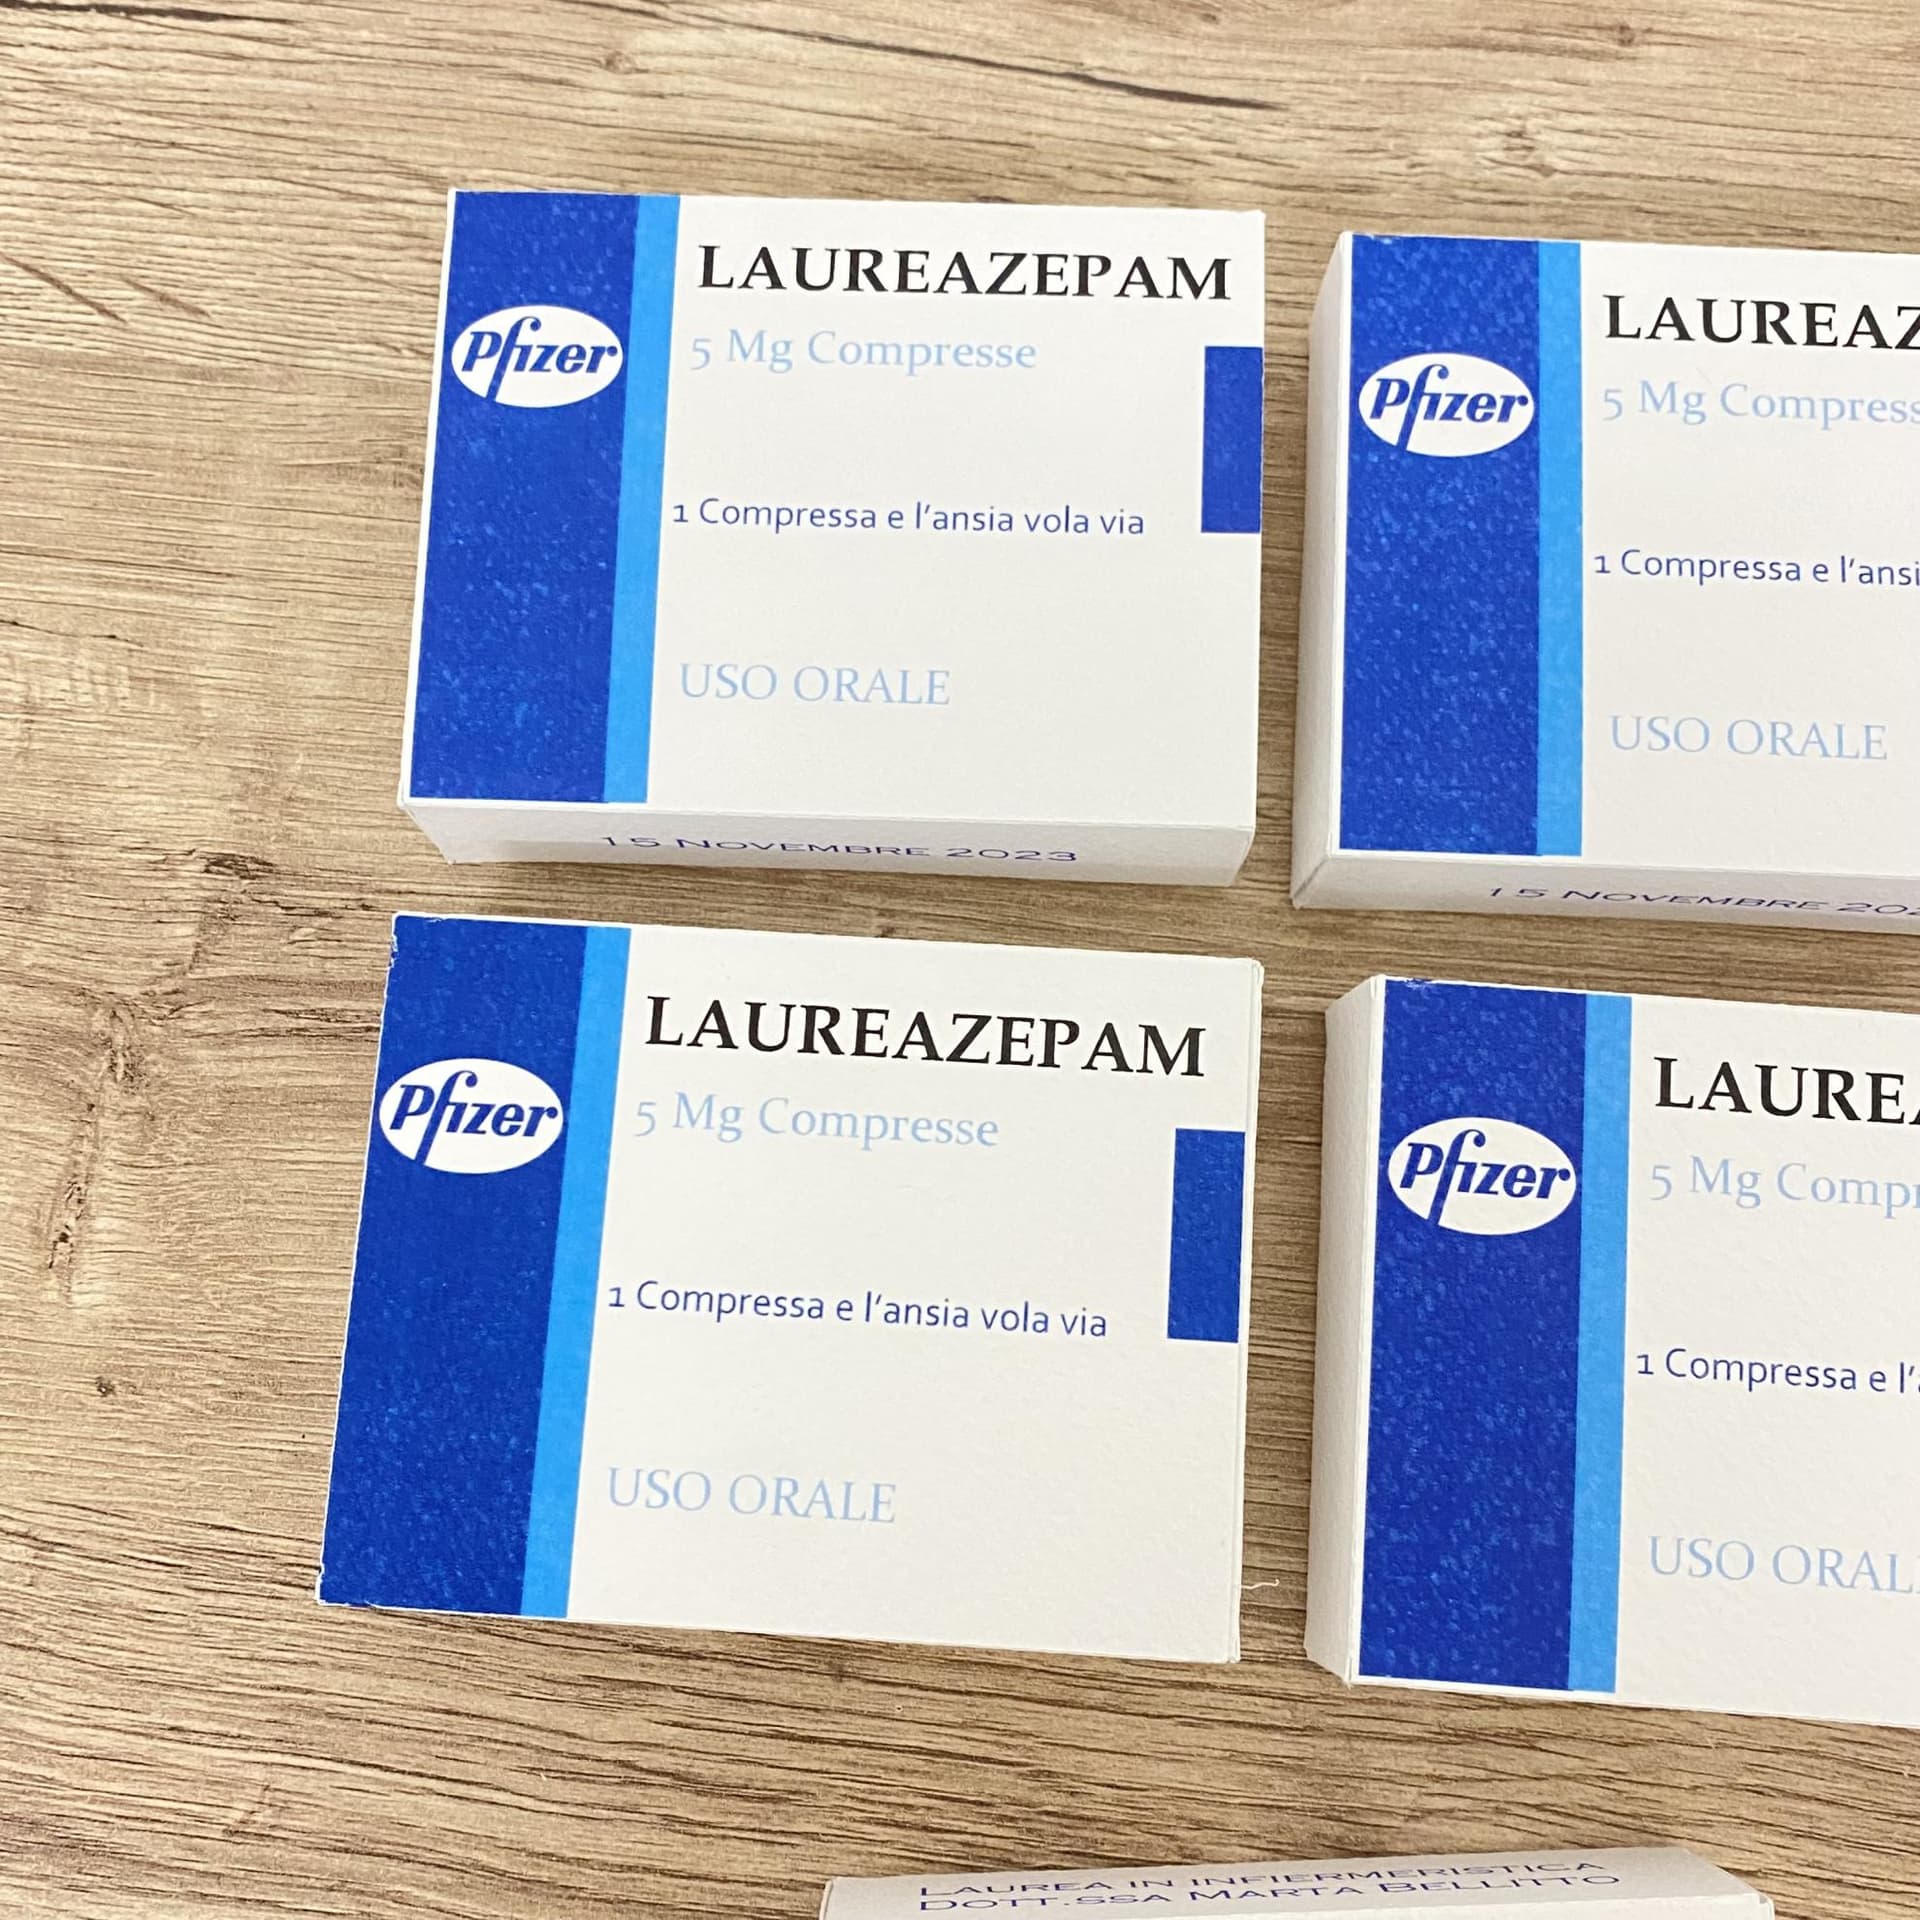 LAUREAZEPAM
Pfizer
5 Mg Compresse
1 Compressa e l'ansia vola via
USO ORALE
15 NOVEMBRE 2023
LAUREAZ
Pfizer
5 Mg Compress
1 Compressa e l'ansi
USO ORALE
15 NOVEMBRE 202
LAUREAZEPAM
Pfizer
5 Mg Compresse
1 Compressa e l'ansia vola via
USO ORALE
LAUREA
Pfizer
5 Mg Compr
1 Compressa e l'a
USO ORAL
LAUREA IN INFIERMERISTICA
DOTT.SSA MARTA BELLITTO